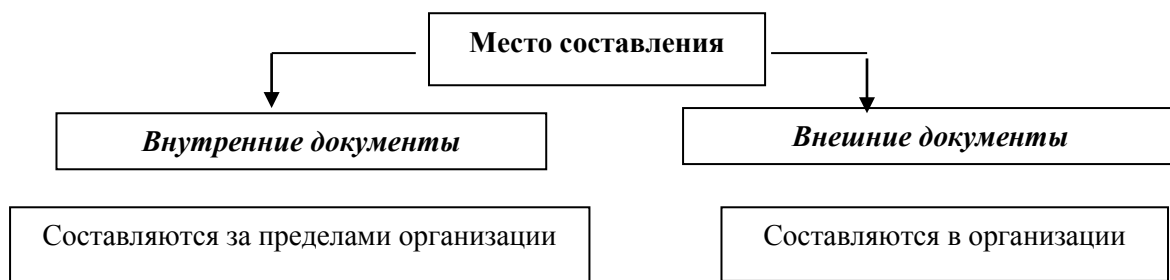 Место составления
Внутренние документы
Внешние документы
Составляются за пределами организации
Составляются в организации